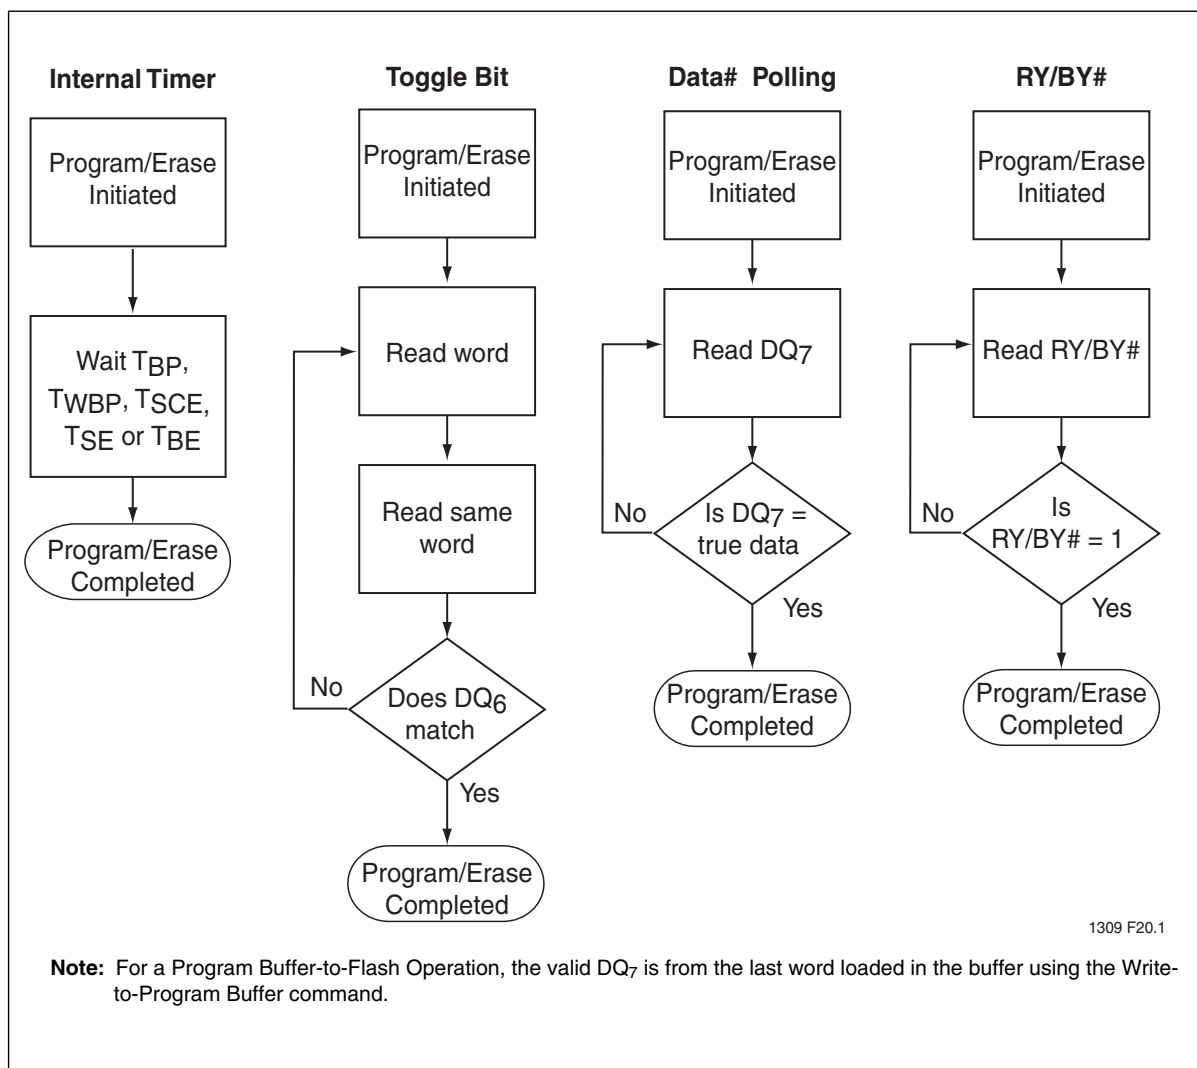 Internal Timer
Program/Erase
Initiated
Wait TBP,
TWBP, TSCE,
TSE or TBE
Program/Erase
Completed
Toggle Bit
Program/Erase
Initiated
Read word
Read same
word
Does DQ6
match
No
Yes
Program/Erase
Completed
Data# Polling
Program/Erase
Initiated
Read DQ7
Is DQ7 =
true data
No
Yes
Program/Erase
Completed
RY/BY#
Program/Erase
Initiated
Read RY/BY#
Is
RY/BY# = 1
No
Yes
Program/Erase
Completed
1309 F20.1
Note: For a Program Buffer-to-Flash Operation, the valid DQ7 is from the last word loaded in the buffer using the Write-
to-Program Buffer command.